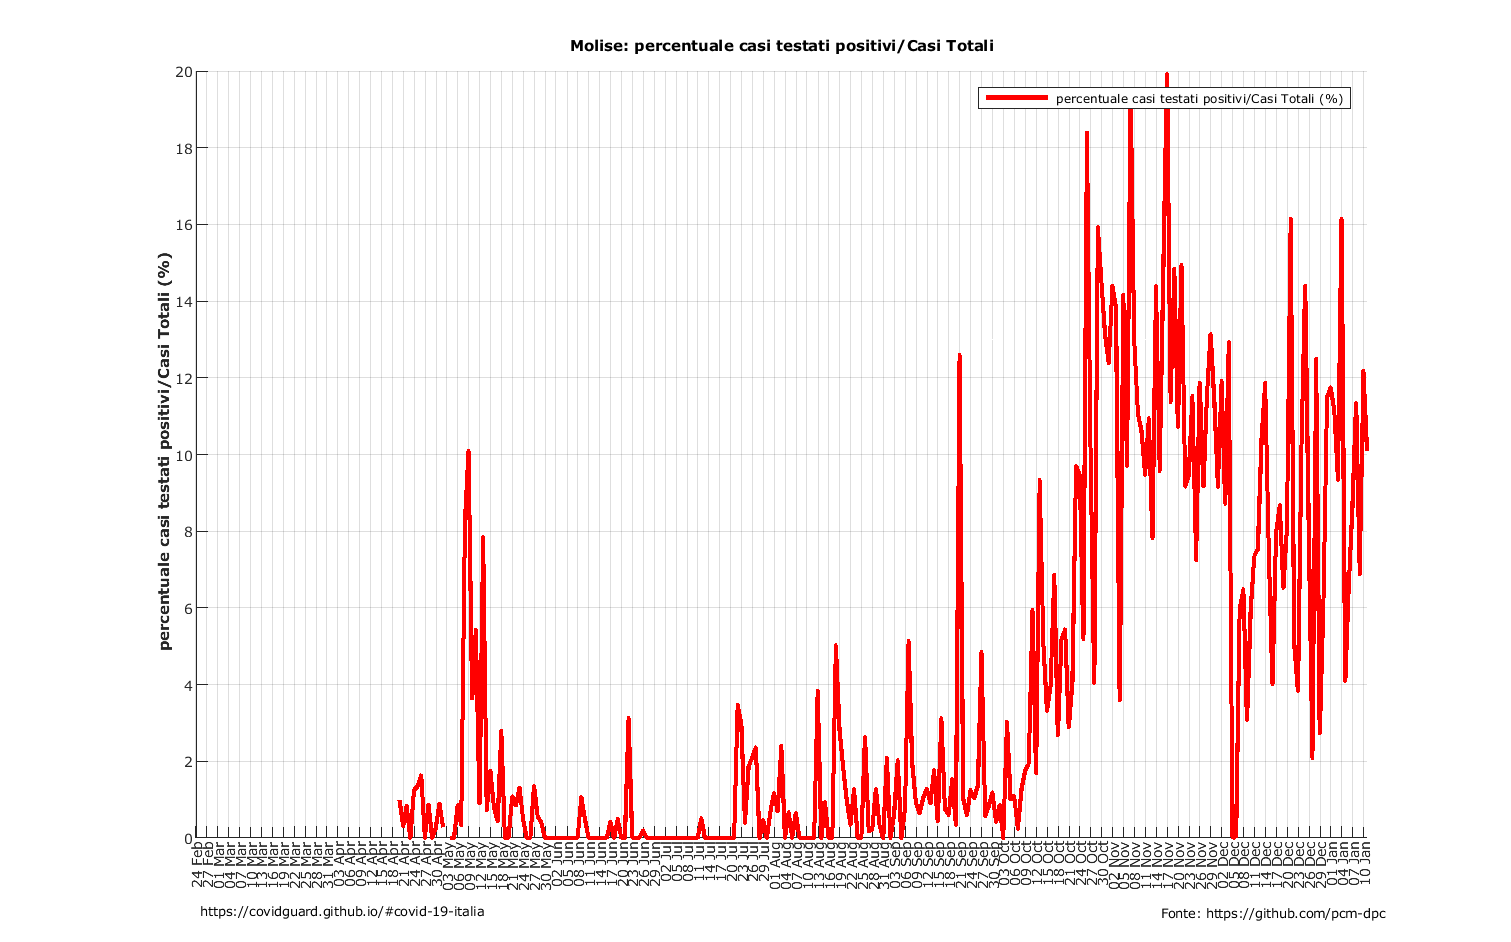 Molise: percentuale casi testati positivi/Casi Totali
percentuale casi testati positivi/Casi Totali (%)
percentuale casi testati positivi/Casi Totali (%)
20
18
16
14
12
10
8
6
4
2
0
24 Feb
27 Feb
01 Mar
04 Mar
07 Mar
10 Mar
13 Mar
16 Mar
19 Mar
22 Mar
25 Mar
28 Mar
31 Mar
03 Apr
06 Apr
09 Apr
12 Apr
15 Apr
18 Apr
21 Apr
24 Apr
27 Apr
30 Apr
03 May
06 May
09 May
12 May
15 May
18 May
21 May
24 May
27 May
30 May
02 Jun
05 Jun
08 Jun
11 Jun
14 Jun
17 Jun
20 Jun
23 Jun
26 Jun
29 Jun
02 Jul
05 Jul
08 Jul
11 Jul
14 Jul
17 Jul
20 Jul
23 Jul
26 Jul
29 Jul
01 Aug
04 Aug
07 Aug
10 Aug
13 Aug
16 Aug
19 Aug
22 Aug
25 Aug
28 Aug
31 Aug
03 Sep
06 Sep
09 Sep
12 Sep
15 Sep
18 Sep
21 Sep
24 Sep
27 Sep
30 Sep
03 Oct
06 Oct
09 Oct
12 Oct
15 Oct
18 Oct
21 Oct
24 Oct
27 Oct
30 Oct
02 Nov
05 Nov
08 Nov
11 Nov
14 Nov
17 Nov
20 Nov
23 Nov
26 Nov
29 Nov
02 Dec
05 Dec
08 Dec
11 Dec
14 Dec
17 Dec
20 Dec
23 Dec
26 Dec
29 Dec
01 Jan
04 Jan
07 Jan
10 Jan
https://covidguard.github.io/#covid-19-italia
Fonte: https://github.com/pcm-dpc